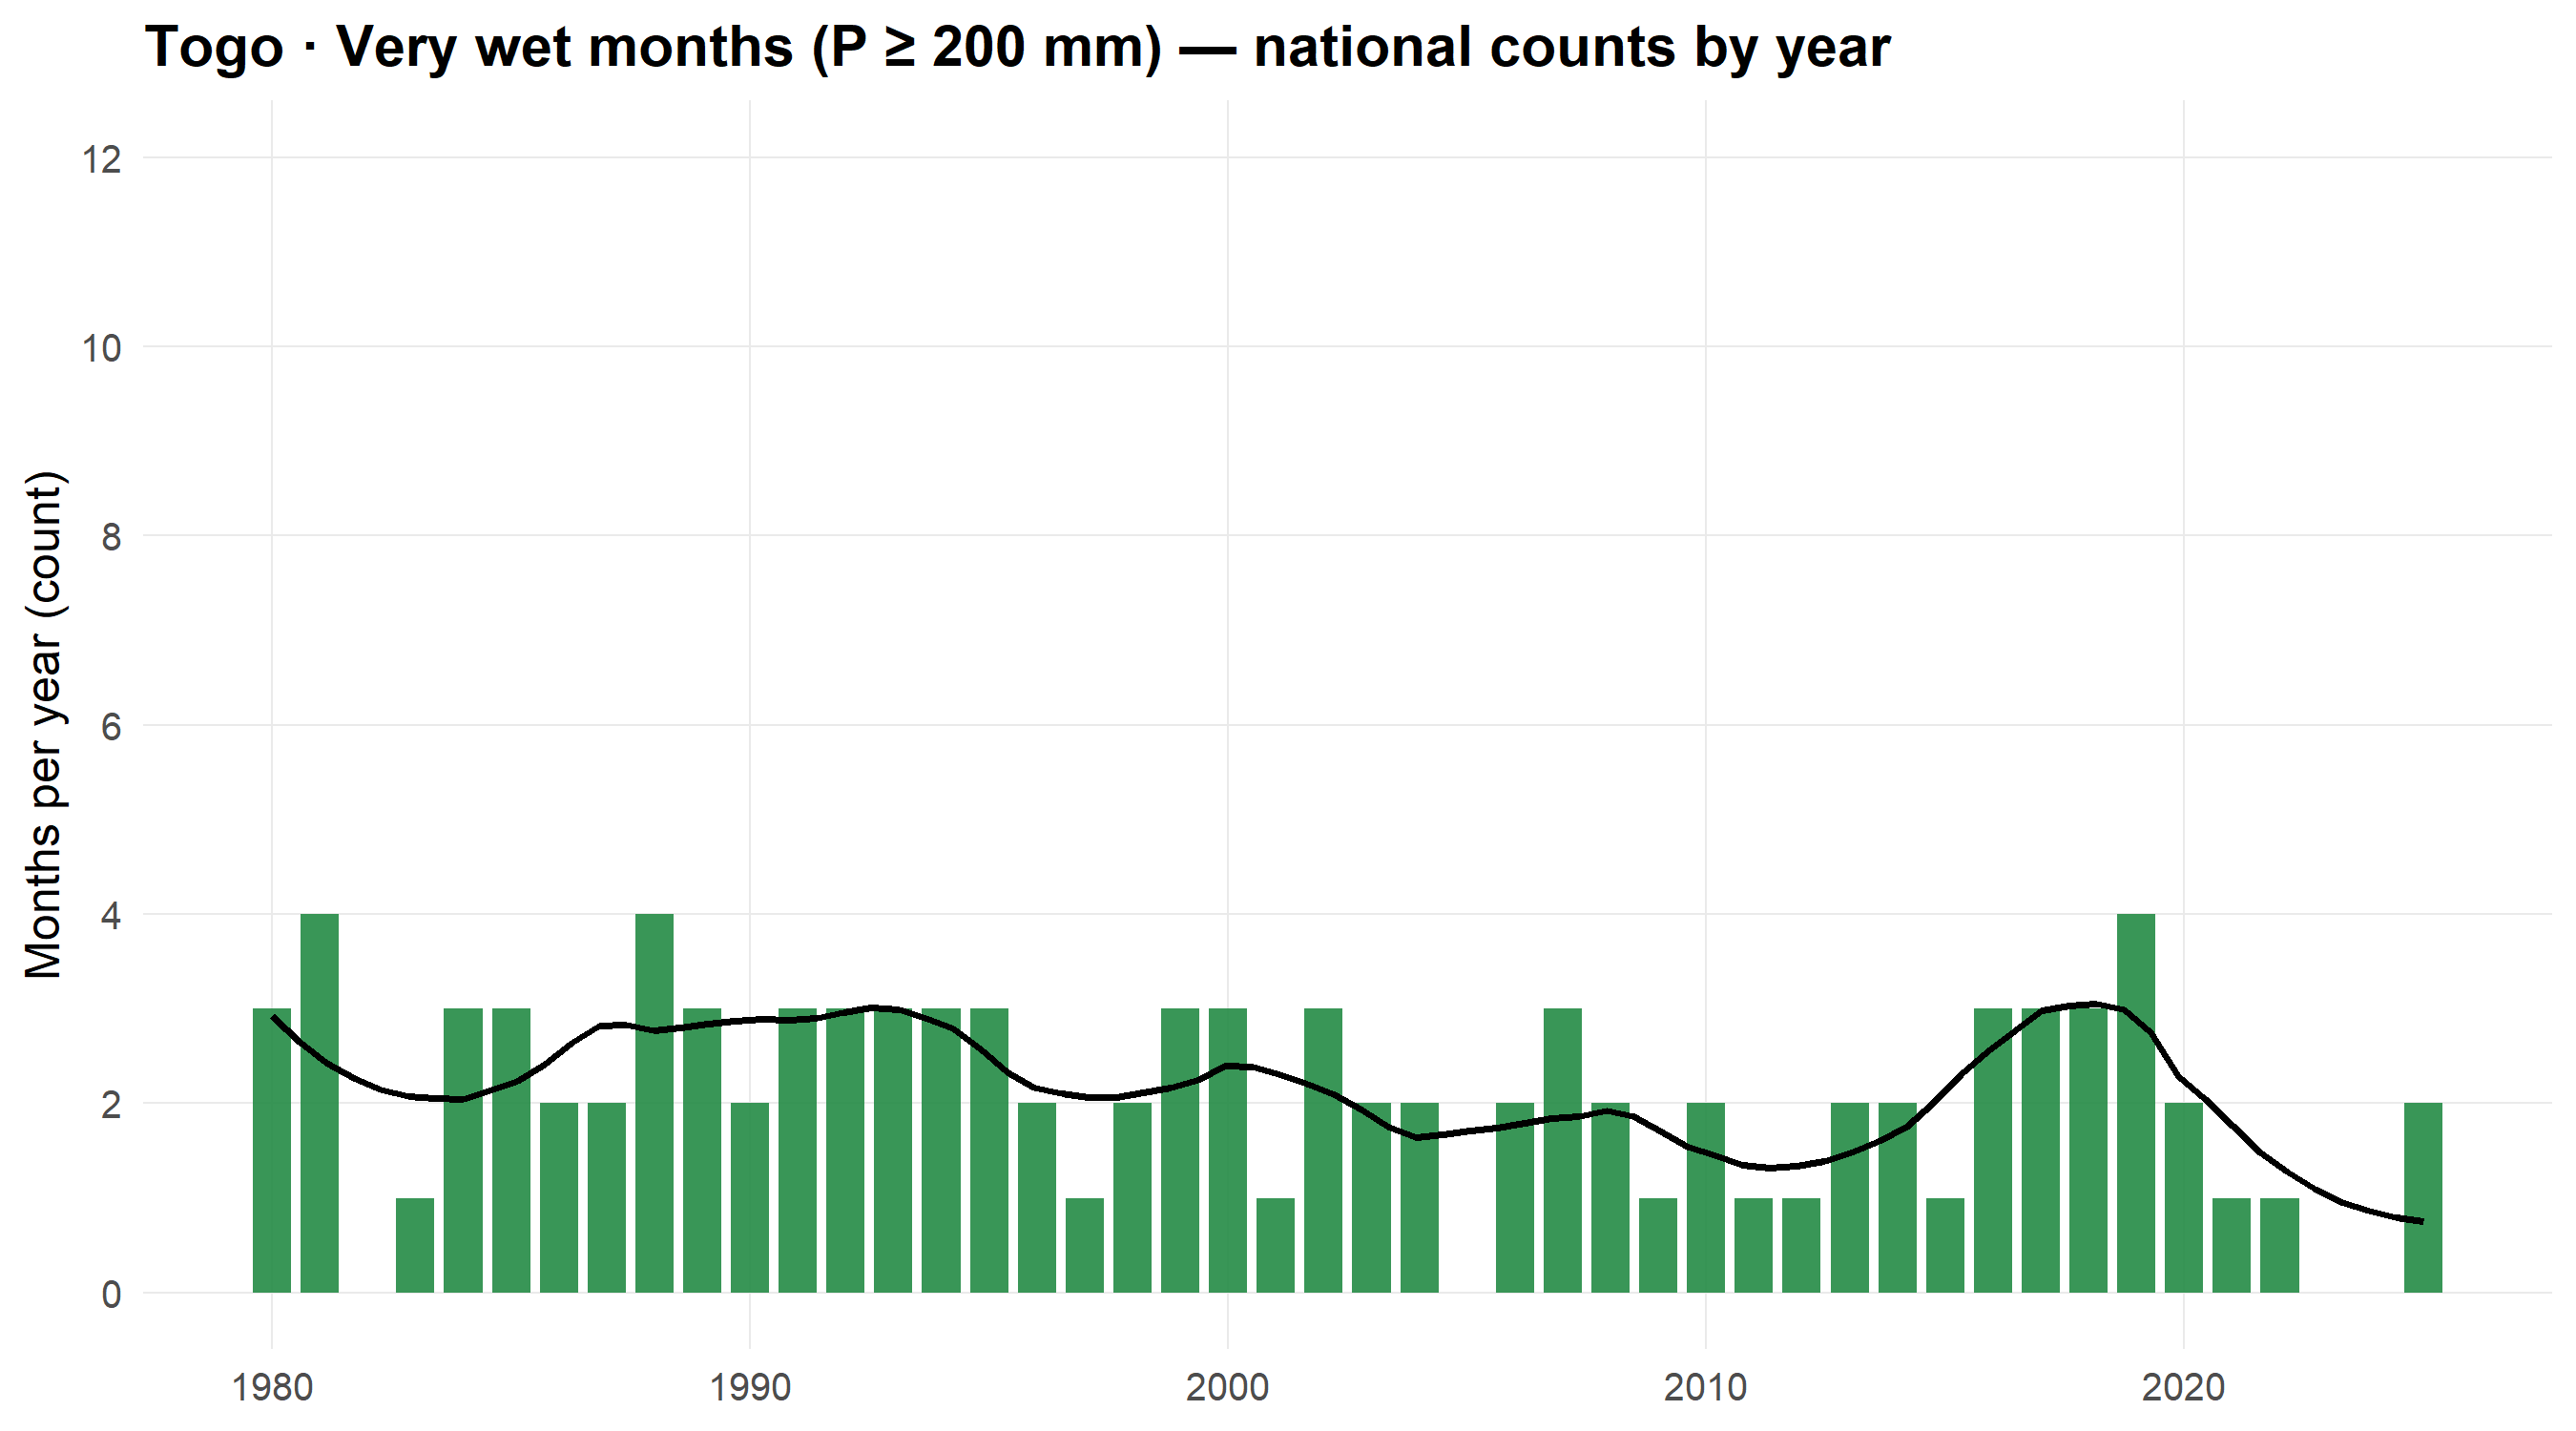 Togo · Very wet months (P ≥ 200 mm) — national counts by year
Months per year (count)
12
10
8
6
4
2
0
1980 1990 2000 2010 2020